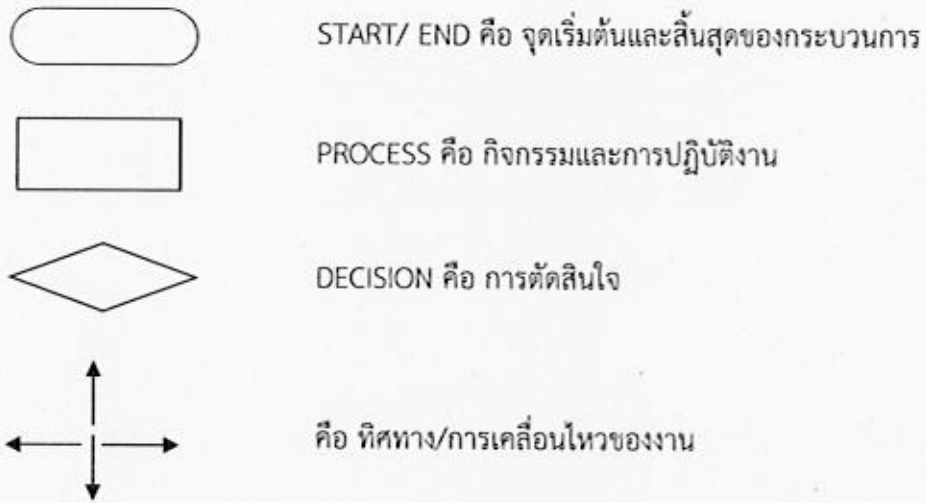 START/ END คือ จุดเริ่มต้นและสิ้นสุดของกระบวนการ
PROCESS คือ กิจกรรมและการปฏิบัติงาน
DECISION คือ การตัดสินใจ
คือ ทิศทาง/การเคลื่อนไหวของงาน